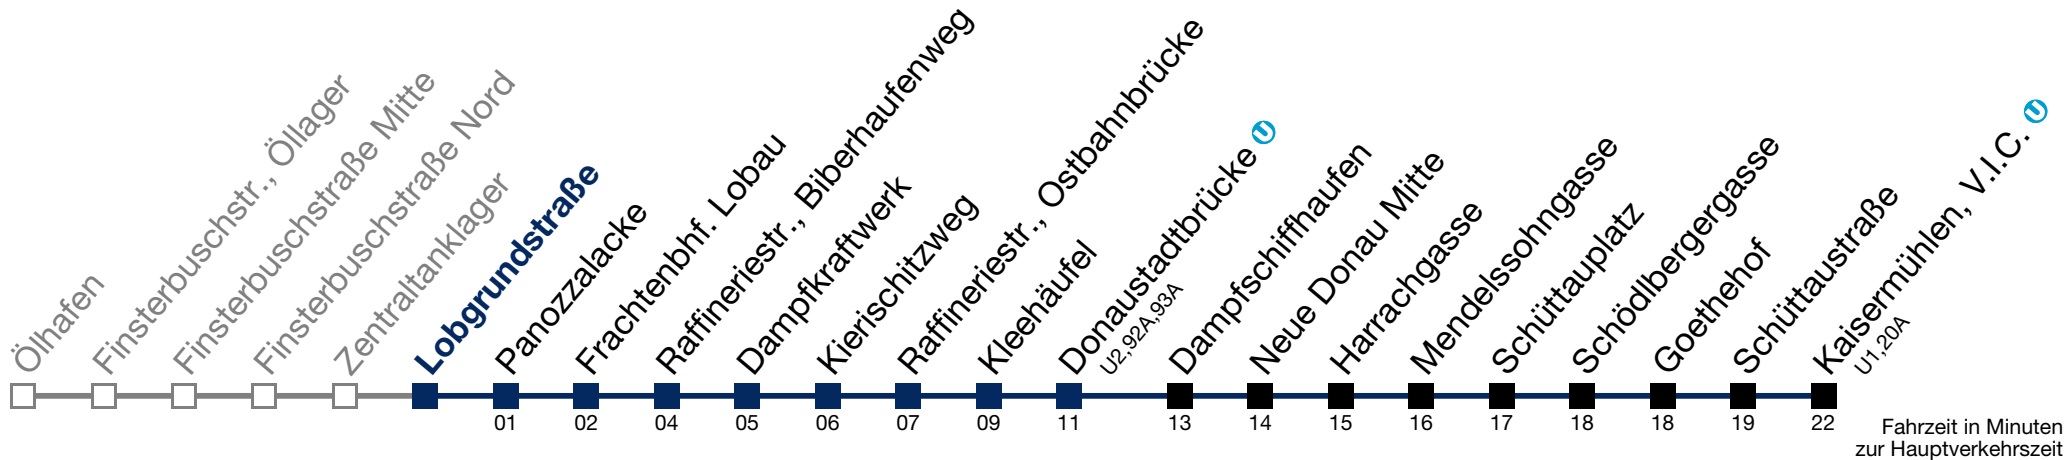 Ölhafen
Finsterbuschstr., Öllager
Finsterbuschstraße Mitte
Finsterbuschstraße Nord
Zentraltanklager
Lobgrundstraße
Panozzalacke
Frachtenbhf. Lobau
Raffineriestr., Biberhaufenweg
Dampfkraftwerk
Kierischitzweg
Raffineriestr., Ostbahnbrücke
Kleehäufel
Donaustadtbrücke U
U2,92A,93A
Dampfschiffhaufen
Neue Donau Mitte
Harrachgasse
Mendelssohngasse
Schüttauplatz
Schödlbergergasse
Goethehof
Schüttaustraße
Kaisermühlen, V.I.C. U
U1,20A
01 02 04 05 06 07 09 11 13 14 15 16 17 18 18 19 22
Fahrzeit in Minuten
zur Hauptverkehrszeit